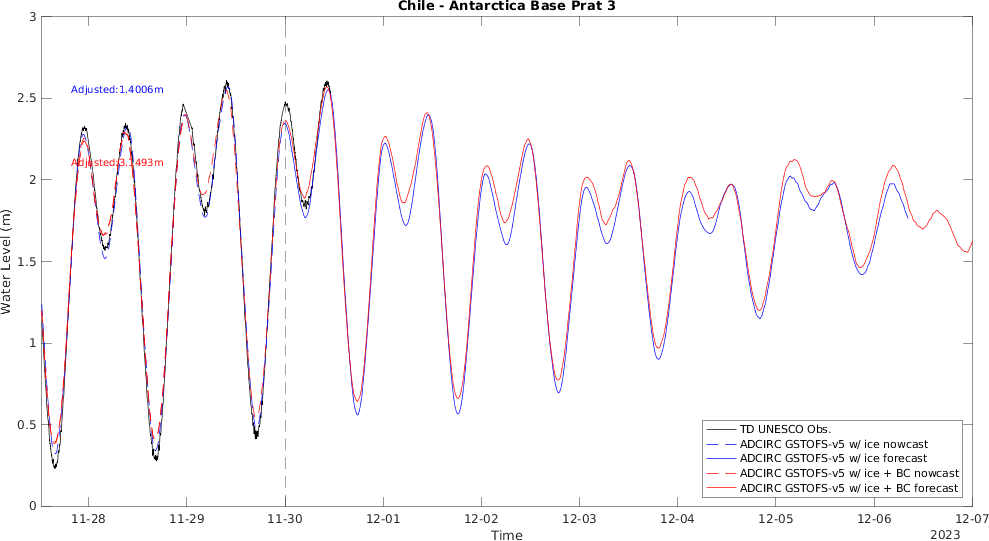 Chile - Antarctica Base Prat 3
3
2.5
2
1.5
1
0.5
0
Water Level (m)
Adjusted:1.4006m
Adjusted:3.1493m
TD UNESCO Obs.
ADCIRC GSTOFS-v5 w/ ice nowcast
ADCIRC GSTOFS-v5 w/ ice forecast
ADCIRC GSTOFS-v5 w/ ice + BC nowcast
ADCIRC GSTOFS-v5 w/ ice + BC forecast
11-28 11-29 11-30 12-01 12-02 12-03 12-04 12-05 12-06 12-07
Time
2023